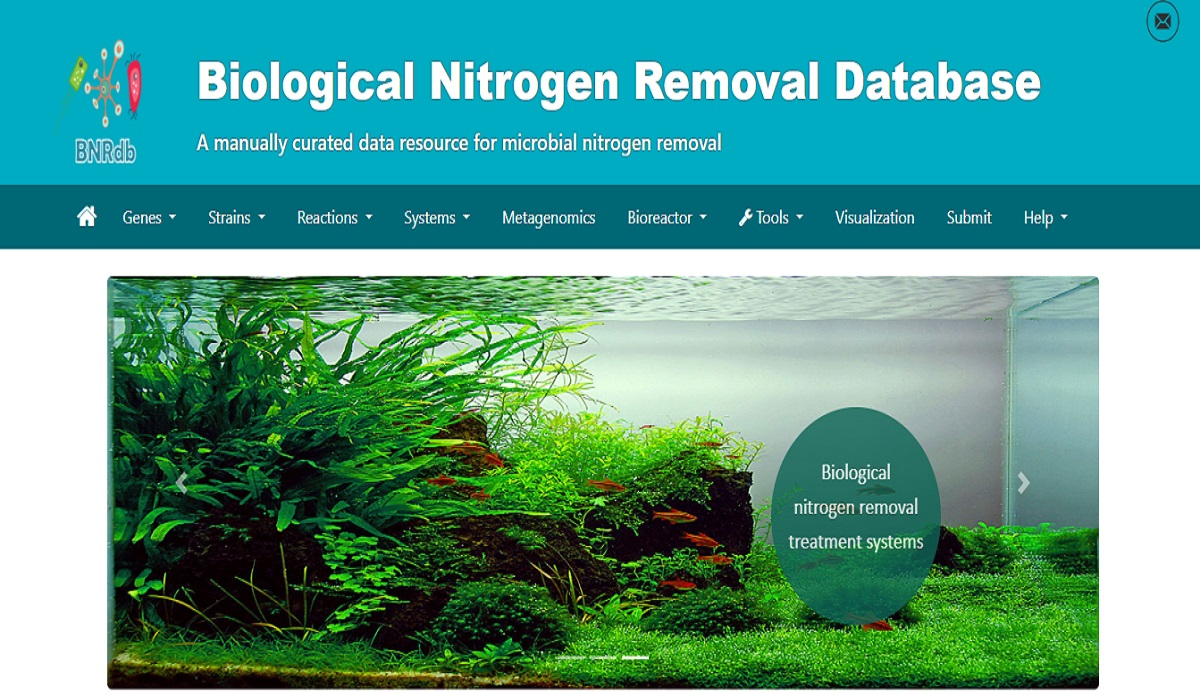 BNRdb
Biological Nitrogen Removal Database
A manually curated data resource for microbial nitrogen removal
Genes Strains Reactions Systems Metagenomics Bioreactor Tools Visualization Submit Help
Biological
nitrogen removal
treatment systems